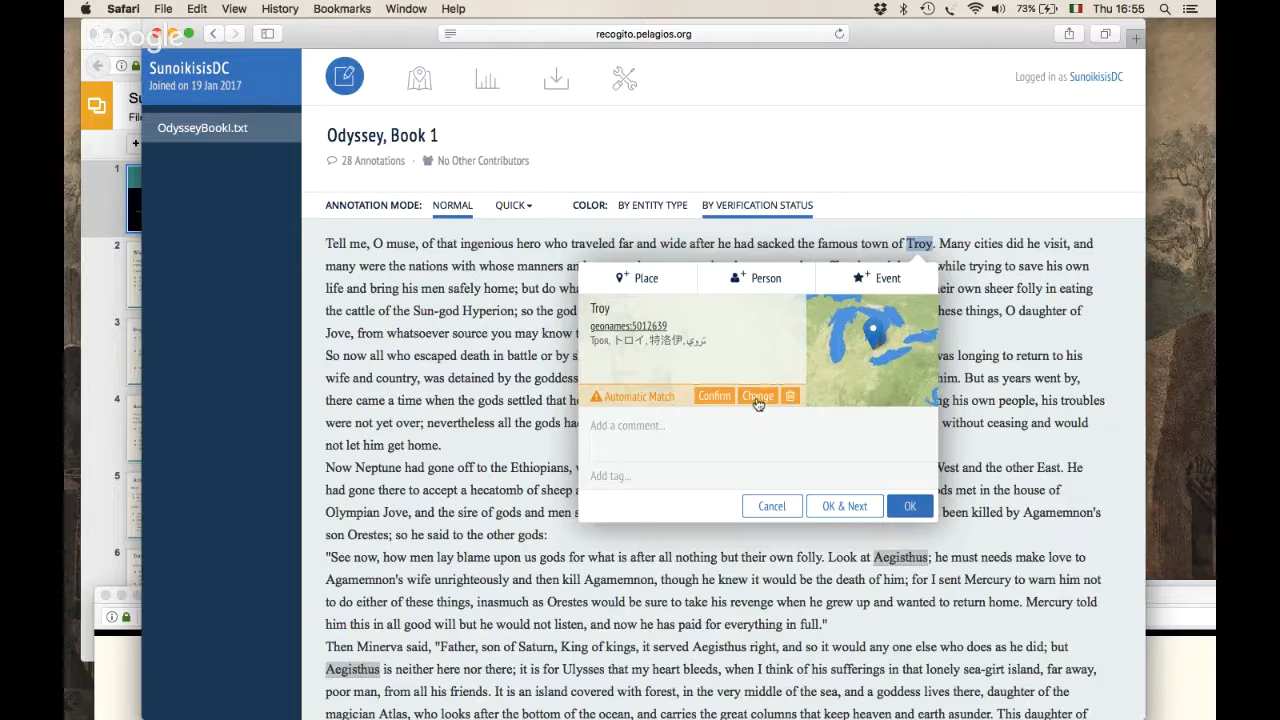 Safari File Edit View History Bookmarks Window Help 73% Thu 16:55
Google
recogito.pelagios.org
SunoikisisDC
Joined on 19 Jan 2017
Logged in as SunoikisisDC
OdysseyBookI.txt
Odyssey, Book 1
28 Annotations · No Other Contributors
ANNOTATION MODE: NORMAL QUICK COLOR: BY ENTITY TYPE BY VERIFICATION STATUS
Tell me, O muse, of that ingenious hero who traveled far and wide after he had sacked the famous town of Troy. Many cities did he visit, and
many were the nations with whose manners an
while trying to save his own
life and bring his men safely home; but do wha
eir own sheer folly in eating
the cattle of the Sun-god Hyperion; so the god
hese things, O daughter of
Jove, from whatsoever source you may know t
So now all who escaped death in battle or by s
was longing to return to his
wife and country, was detained by the goddess
him. But as years went by,
there came a time when the gods settled that he
ng his own people, his troubles
were not yet over; nevertheless all the gods had
without ceasing and would
not let him get home.
Now Neptune had gone off to the Ethiopians, w
West and the other East. He
had gone there to accept a hecatomb of sheep a
ds met in the house of
Olympian Jove, and the sire of gods and men s
been killed by Agamemnon's
son Orestes; so he said to the other gods:
Place Person Event
Troy
geonames:5012639
Троя, トロイ, 特洛伊, تروي
Automatic Match Confirm Change
Add a comment...
Add tag...
Cancel OK & Next OK
"See now, how men lay blame upon us gods for what is after all nothing but their own folly. Look at Aegisthus; he must needs make love to
Agamemnon's wife unrighteously and then kill Agamemnon, though he knew it would be the death of him; for I sent Mercury to warn him not
to do either of these things, inasmuch as Orestes would be sure to take his revenge when he grew up and wanted to return home. Mercury told
him this in all good will but he would not listen, and now he has paid for everything in full."
Then Minerva said, "Father, son of Saturn, King of kings, it served Aegisthus right, and so it would any one else who does as he did; but
Aegisthus is neither here nor there; it is for Ulysses that my heart bleeds, when I think of his sufferings in that lonely sea-girt island, far away,
poor man, from all his friends. It is an island covered with forest, in the very middle of the sea, and a goddess lives there, daughter of the
magician Atlas, who looks after the bottom of the ocean, and carries the great columns that keep heaven and earth asunder. This daughter of
Su
File
1
2
3
4
5
6